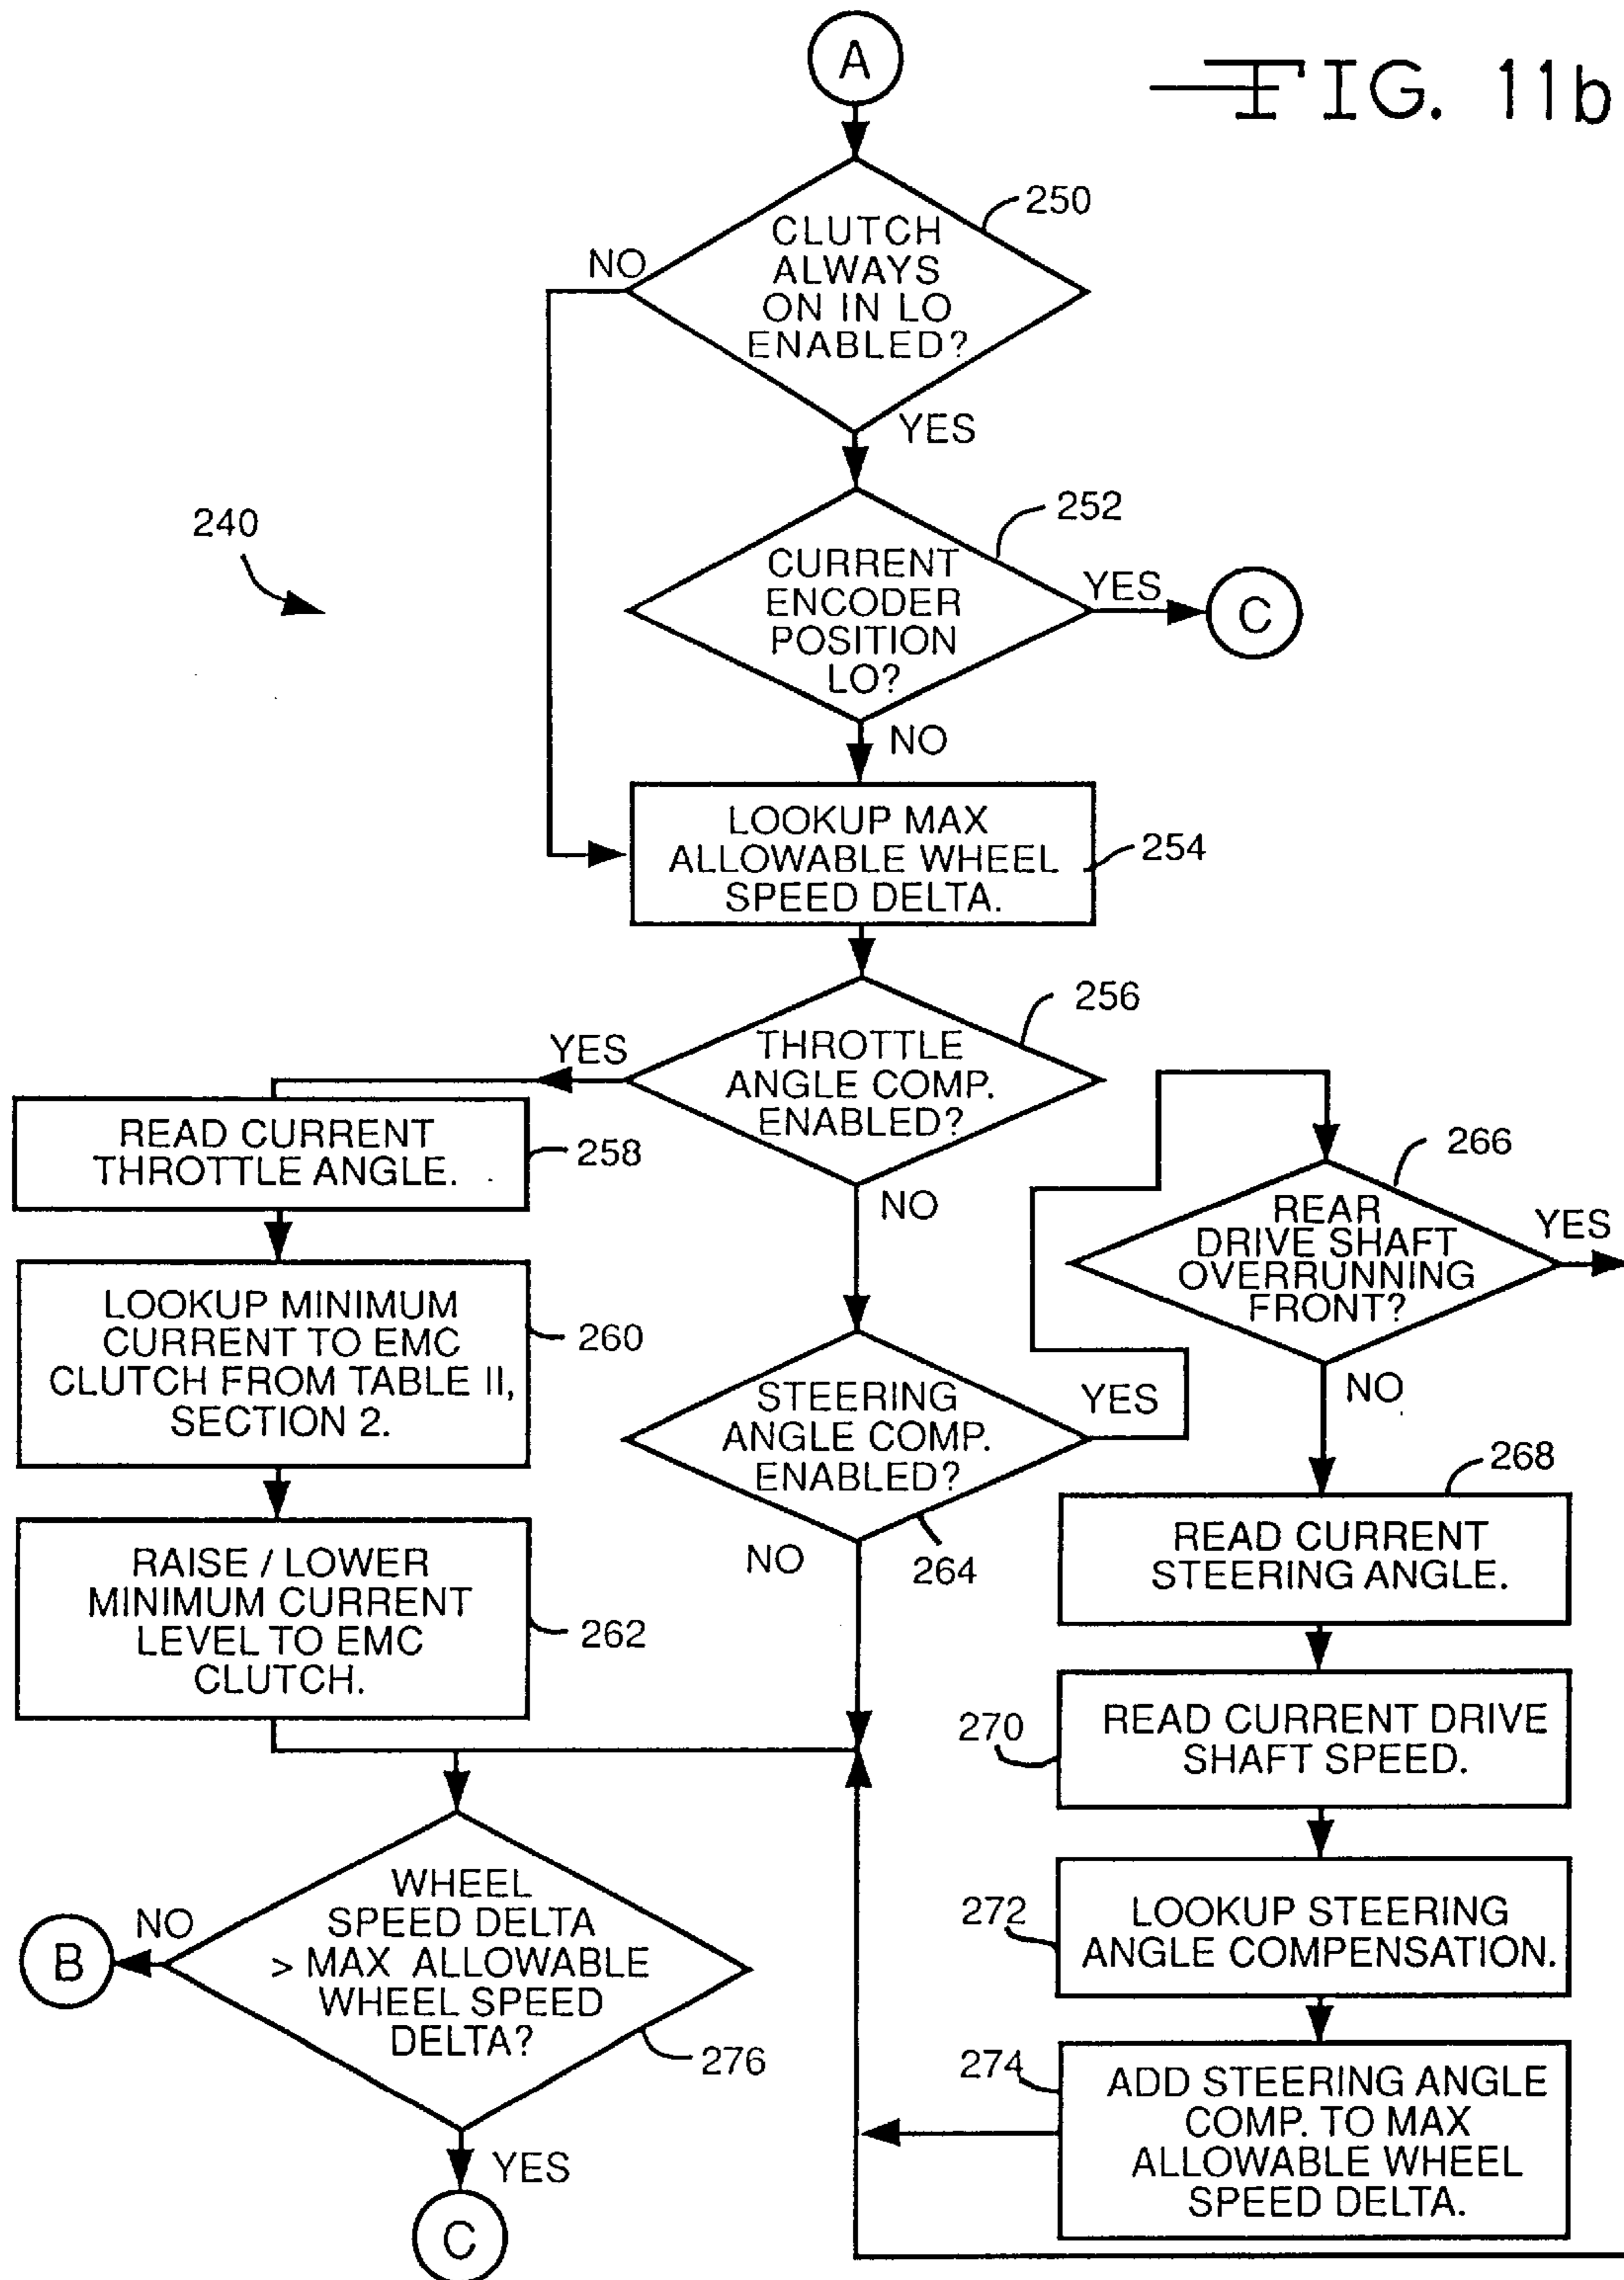 A
FIG. 11b
250
CLUTCH
ALWAYS
ON IN LO
ENABLED?
NO
YES
240
252
CURRENT
ENCODER
POSITION
LO?
YES
C
NO
LOOKUP MAX
ALLOWABLE WHEEL
SPEED DELTA.
254
256
THROTTLE
ANGLE COMP.
ENABLED?
YES
NO
READ CURRENT
THROTTLE ANGLE.
258
LOOKUP MINIMUM
CURRENT TO EMC
CLUTCH FROM TABLE II,
SECTION 2.
260
RAISE / LOWER
MINIMUM CURRENT
LEVEL TO EMC
CLUTCH.
262
STEERING
ANGLE COMP.
ENABLED?
YES
NO
264
266
REAR
DRIVE SHAFT
OVERRUNNING
FRONT?
YES
NO
268
READ CURRENT
STEERING ANGLE.
270
READ CURRENT DRIVE
SHAFT SPEED.
272
LOOKUP STEERING
ANGLE COMPENSATION.
274
ADD STEERING ANGLE
COMP. TO MAX
ALLOWABLE WHEEL
SPEED DELTA.
WHEEL
SPEED DELTA
> MAX ALLOWABLE
WHEEL SPEED
DELTA?
NO
B
276
YES
C